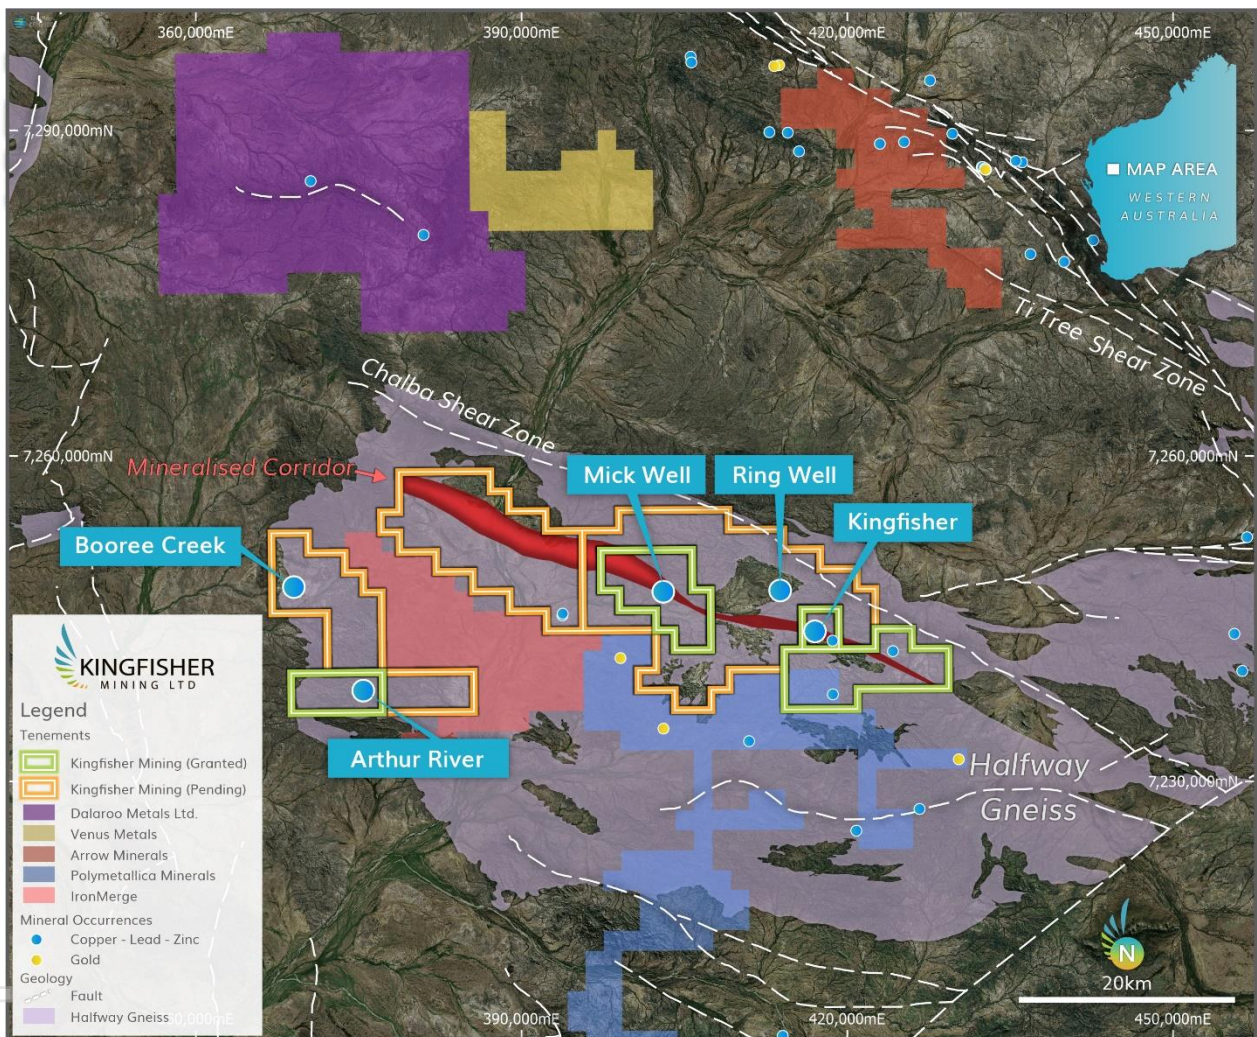 360,000mE
390,000mE
420,000mE
450,000mE
7,290,000mN
MAP AREA
WESTERN
AUSTRALIA
Ti Tree Shear Zone
Chalba Shear Zone
7,260,000mN
7,260,000mN
Mineralised Corridor
Mick Well
Ring Well
Kingfisher
Booree Creek
Arthur River
Halfway
Gneiss
7,230,000mN
KINGFISHER
MINING LTD
Legend
Tenements
Kingfisher Mining (Granted)
Kingfisher Mining (Pending)
Dalaroo Metals Ltd.
Venus Metals
Arrow Minerals
Polymetallica Minerals
IronMerge
Mineral Occurrences
Copper - Lead - Zinc
Gold
Geology
Fault
Halfway Gneiss
N
20km
390,000mE
420,000mE
450,000mE